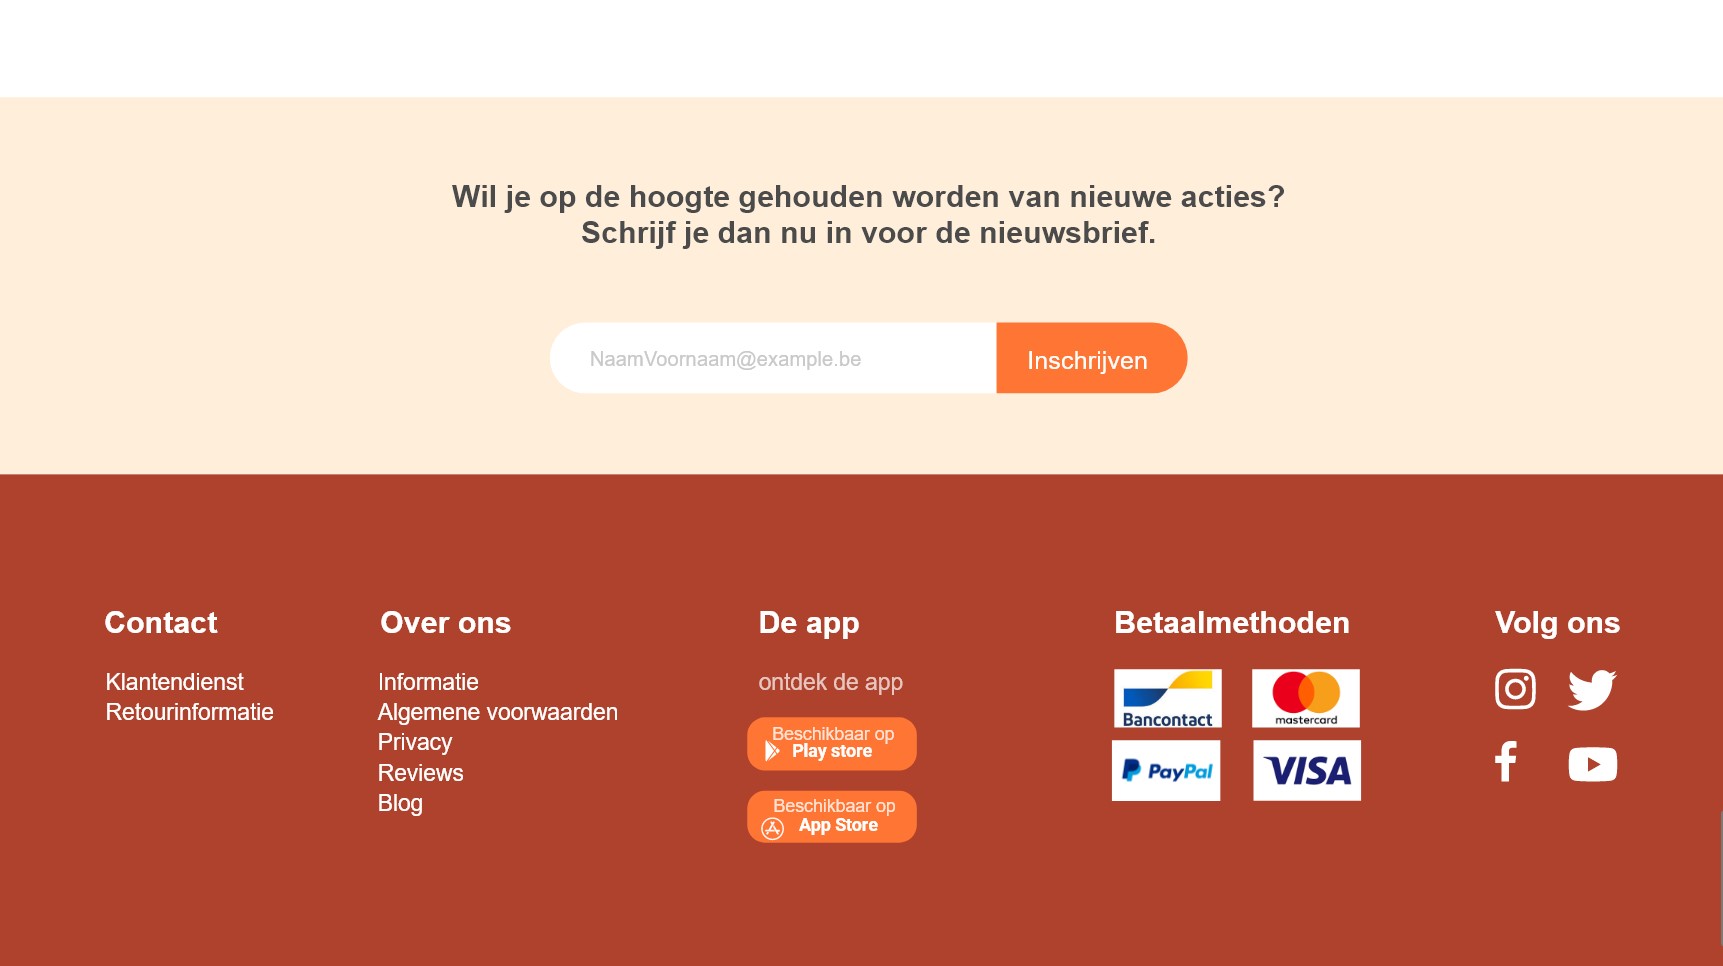 Wil je op de hoogte gehouden worden van nieuwe acties?
Schrijf je dan nu in voor de nieuwsbrief.
NaamVoornaam@example.be
Inschrijven
Contact
Klantendienst
Retourinformatie
Over ons
Informatie
Algemene voorwaarden
Privacy
Reviews
Blog
De app
ontdek de app
Beschikbaar op
Play store
Beschikbaar op
App Store
Betaalmethoden
Bancontact
mastercard
PayPal
VISA
Volg ons